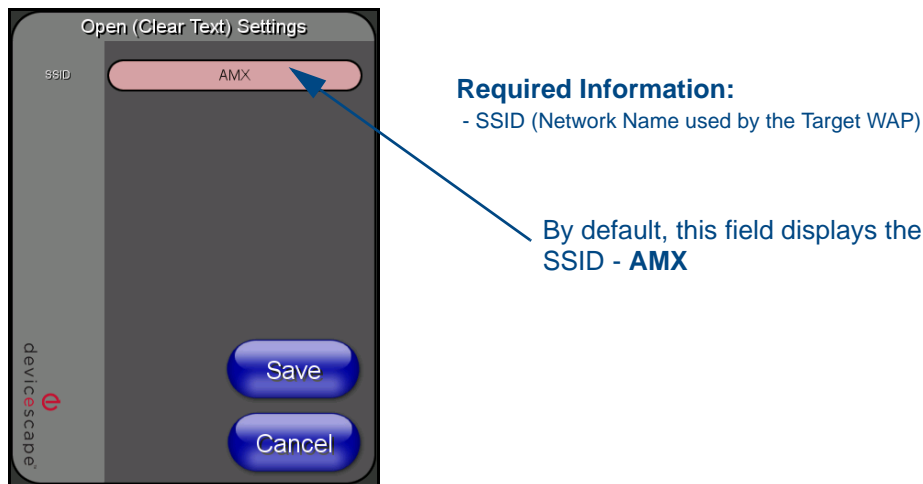 Open (Clear Text) Settings
SSID
AMX
Save
Cancel
devicescape
e
Required Information:
- SSID (Network Name used by the Target WAP)
By default, this field displays the
SSID - AMX